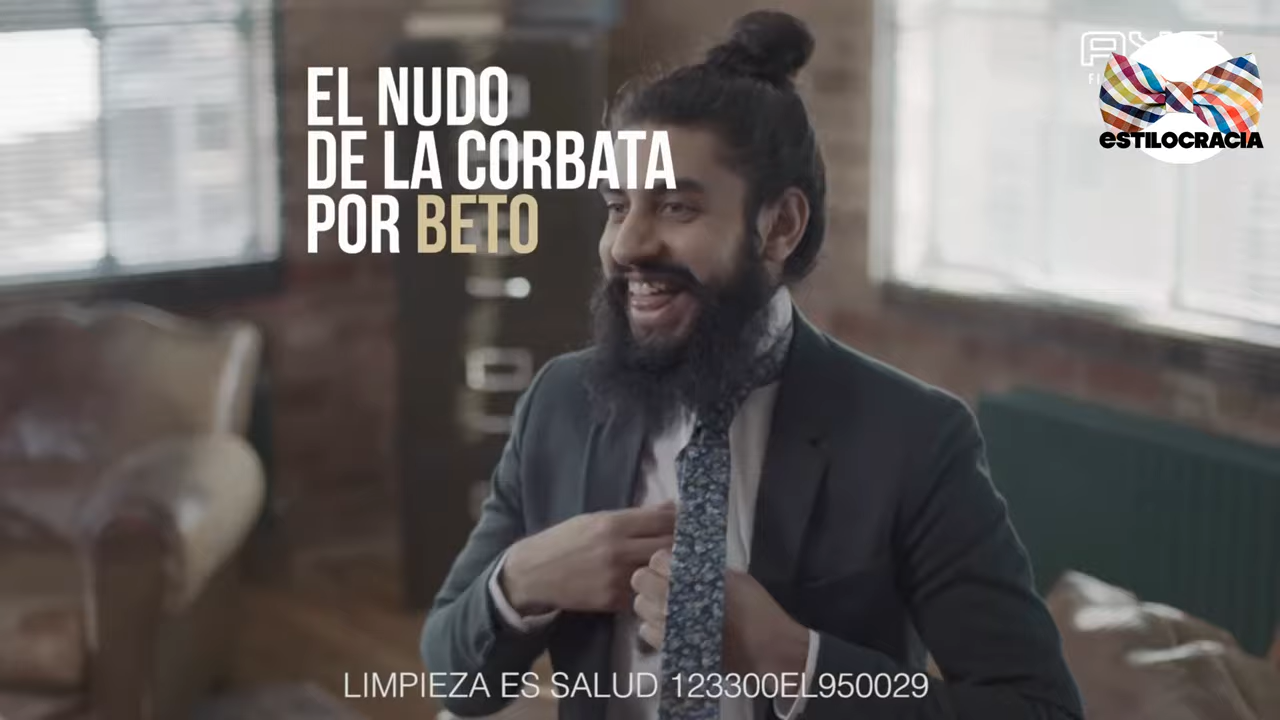 EL NUDO
DE LA CORBATA
POR BETO
eSTILOCRACIA
LIMPIEZA ES SALUD 123300EL950029